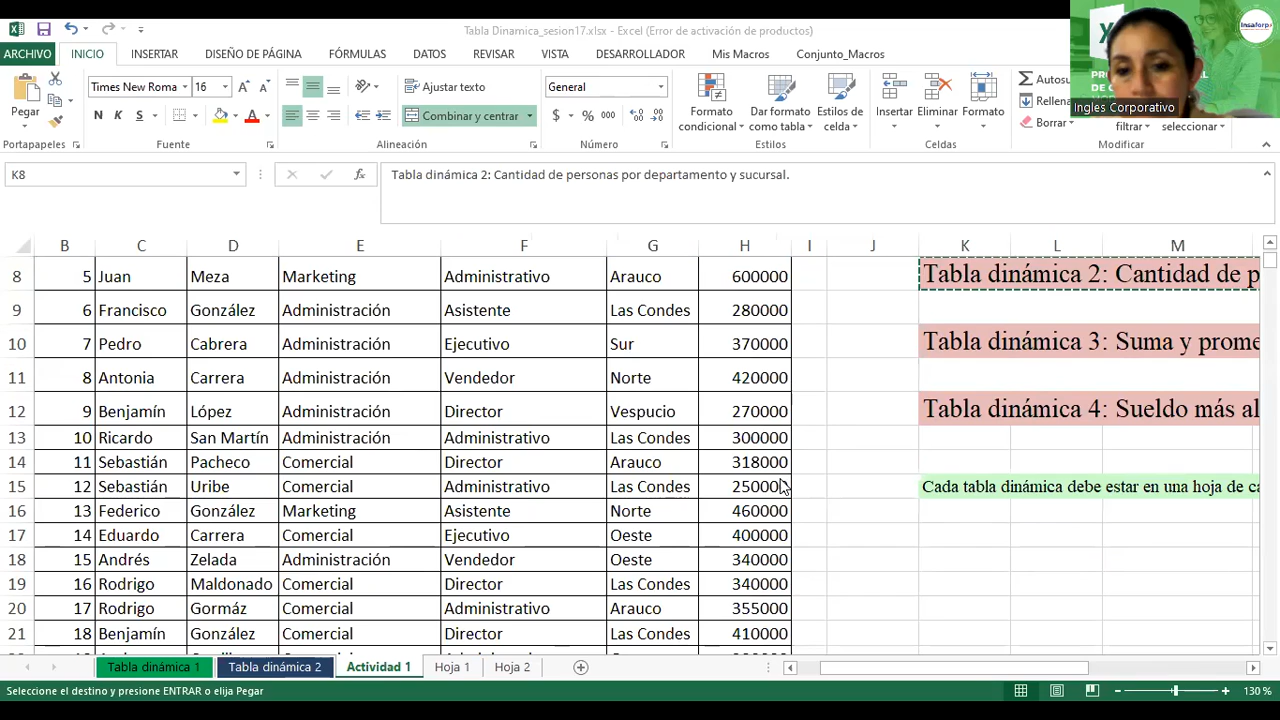 Tabla Dinamica_sesion17.xlsx - Excel (Error de activación de productos)
ARCHIVO INICIO INSERTAR DISEÑO DE PÁGINA FÓRMULAS DATOS REVISAR VISTA DESARROLLADOR Mis Macros Conjunto_Macros
Insaforp
Ingles Corporativo
Pegar
Times New Roma 16
N K S
Ajustar texto
Combinar y centrar
General
$ % 000
Formato condicional
Dar formato como tabla
Estilos de celda
Insertar
Eliminar
Formato
Autosu
Rellena
Borrar
filtrar
seleccionar
Portapapeles Fuente Alineación Número Estilos Celdas Modificar
K8 fx Tabla dinámica 2: Cantidad de personas por departamento y sucursal.
B C D E F G H I J K L M
8 5 Juan Meza Marketing Administrativo Arauco 600000 Tabla dinámica 2: Cantidad de p
9 6 Francisco González Administración Asistente Las Condes 280000
10 7 Pedro Cabrera Administración Ejecutivo Sur 370000 Tabla dinámica 3: Suma y prome
11 8 Antonia Carrera Administración Vendedor Norte 420000
12 9 Benjamín López Administración Director Vespucio 270000 Tabla dinámica 4: Sueldo más al
13 10 Ricardo San Martín Administración Administrativo Las Condes 300000
14 11 Sebastián Pacheco Comercial Director Arauco 318000
15 12 Sebastián Uribe Comercial Administrativo Las Condes 250000 Cada tabla dinámica debe estar en una hoja de ca
16 13 Federico González Marketing Asistente Norte 460000
17 14 Eduardo Carrera Comercial Ejecutivo Oeste 400000
18 15 Andrés Zelada Administración Vendedor Oeste 340000
19 16 Rodrigo Maldonado Comercial Director Las Condes 340000
20 17 Rodrigo Gormáz Comercial Administrativo Arauco 355000
21 18 Benjamín González Comercial Director Las Condes 410000
Tabla dinámica 1 Tabla dinámica 2 Actividad 1 Hoja 1 Hoja 2
Seleccione el destino y presione ENTRAR o elija Pegar 130 %